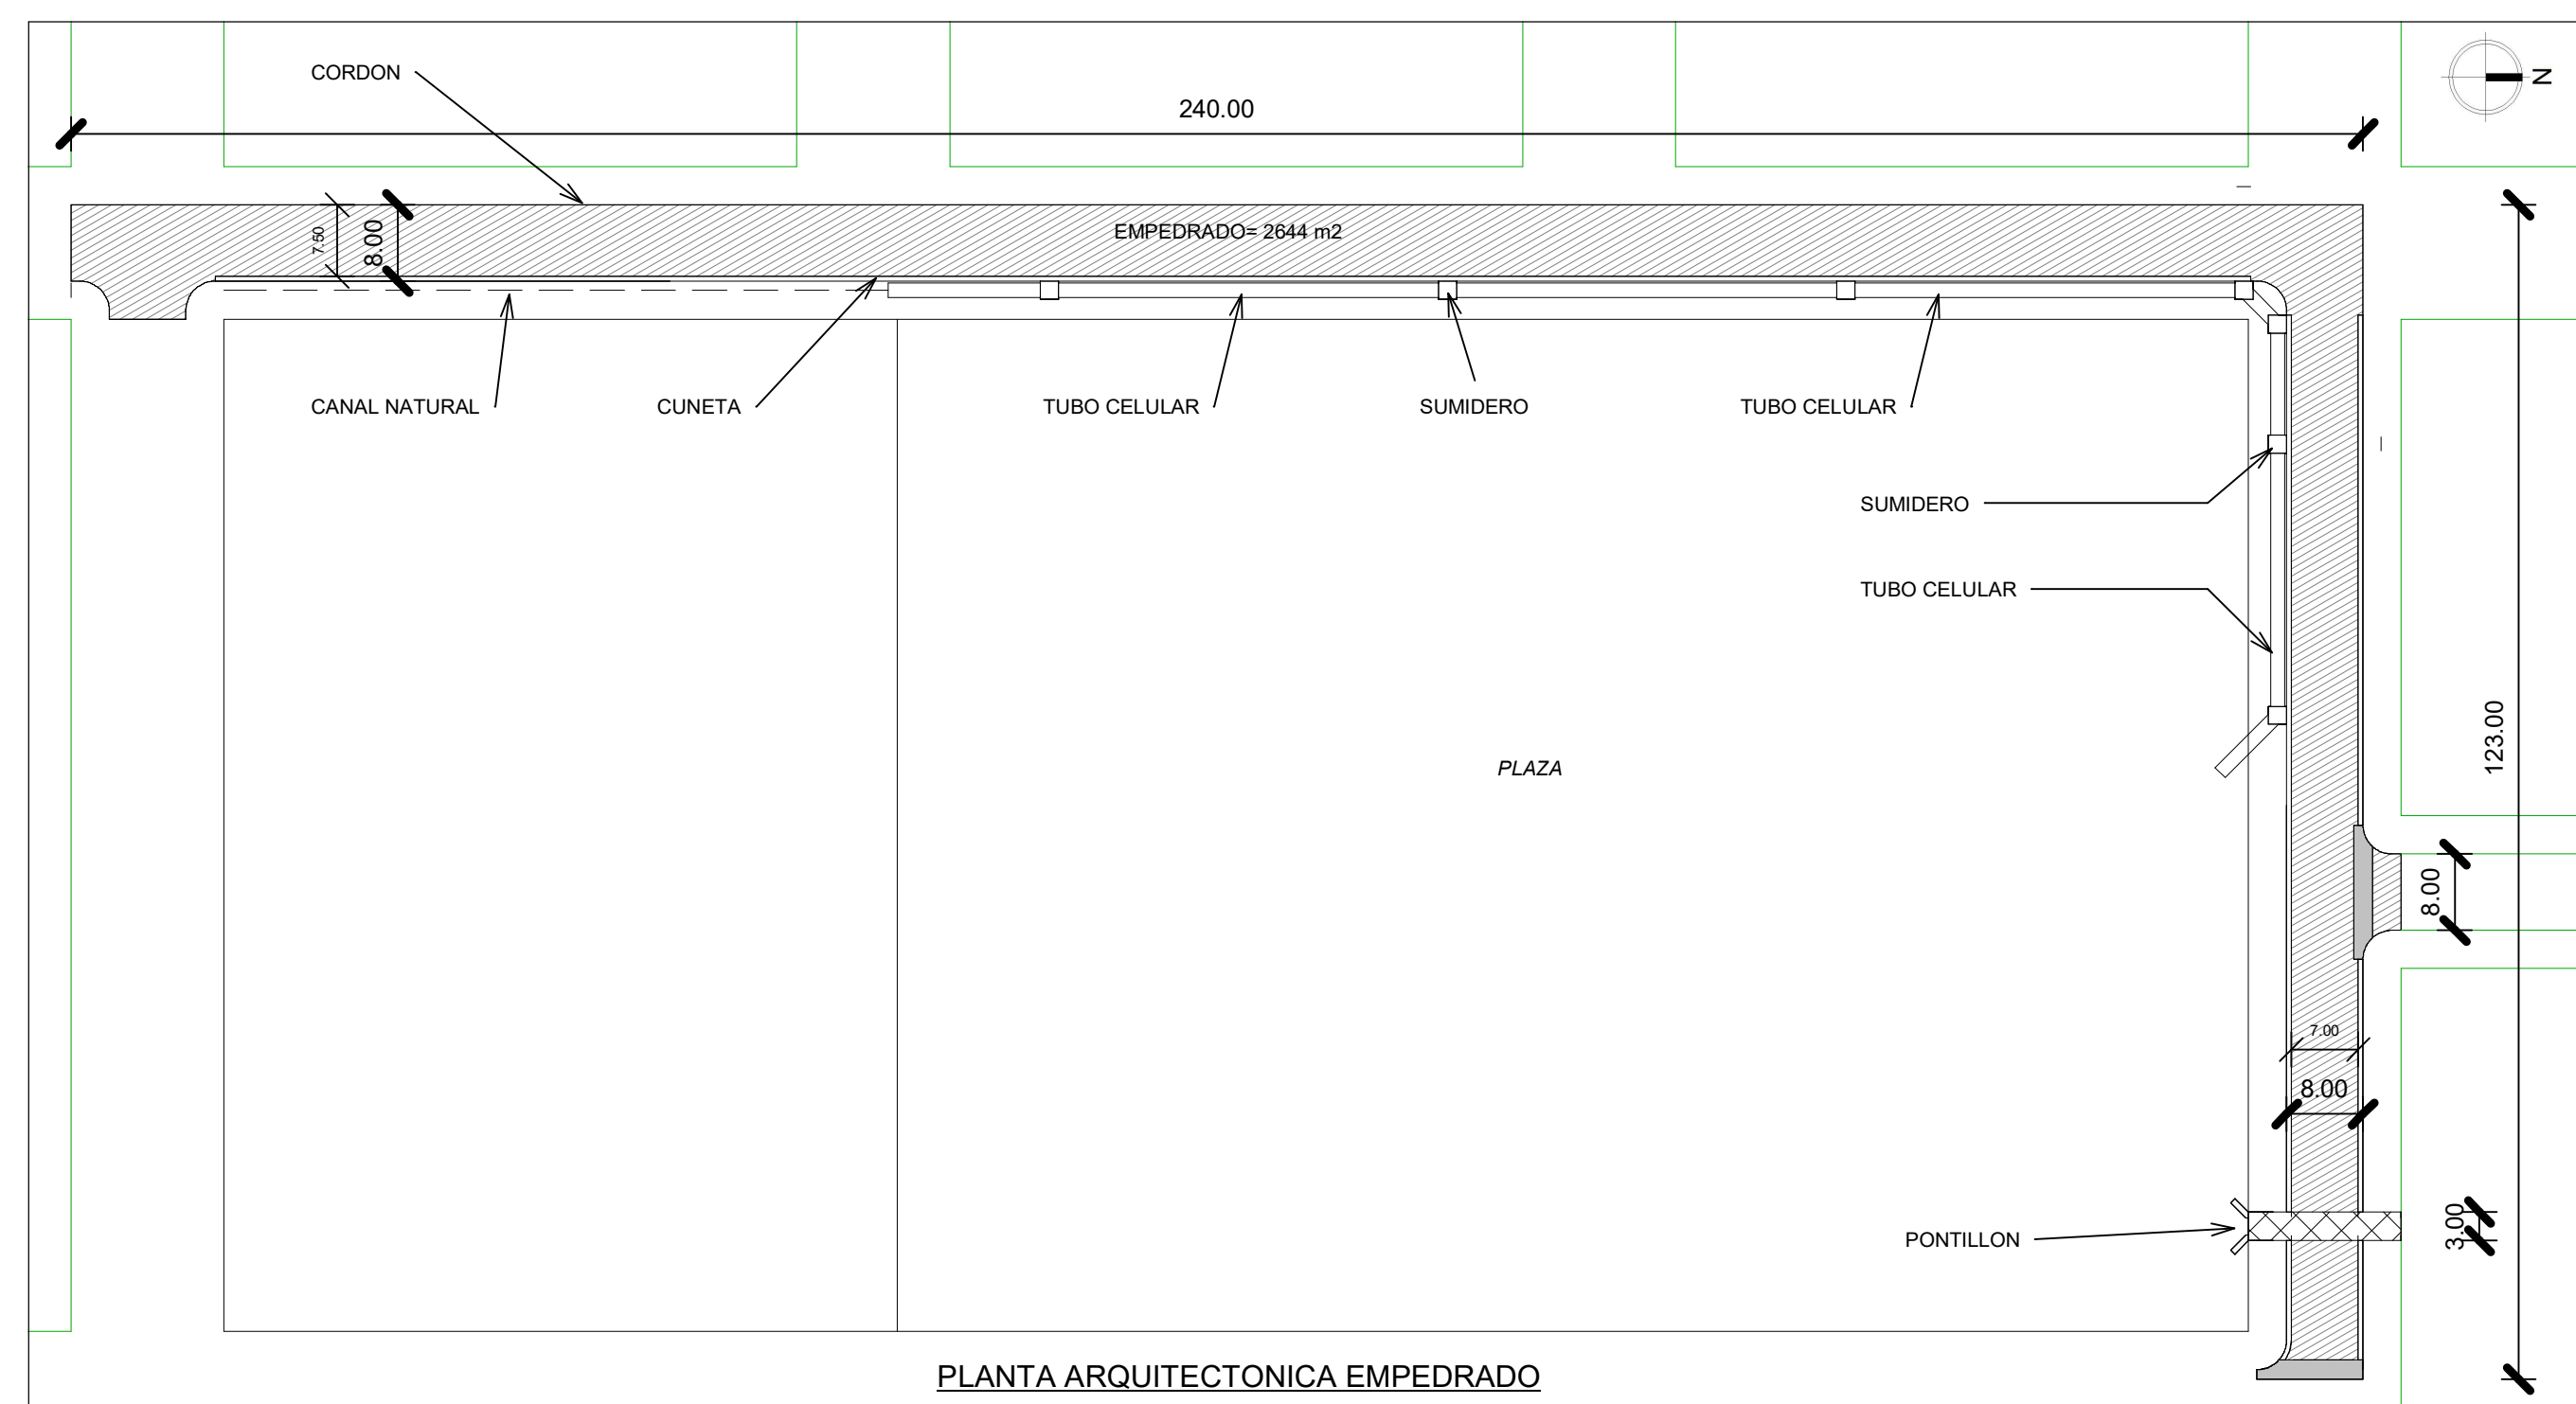 CORDON
240.00
N
7.50
8.00
EMPEDRADO= 2644 m2
CANAL NATURAL
CUNETA
TUBO CELULAR
SUMIDERO
TUBO CELULAR
SUMIDERO
TUBO CELULAR
123.00
PLAZA
8.00
7.00
8.00
3.00
PONTILLON
PLANTA ARQUITECTONICA EMPEDRADO